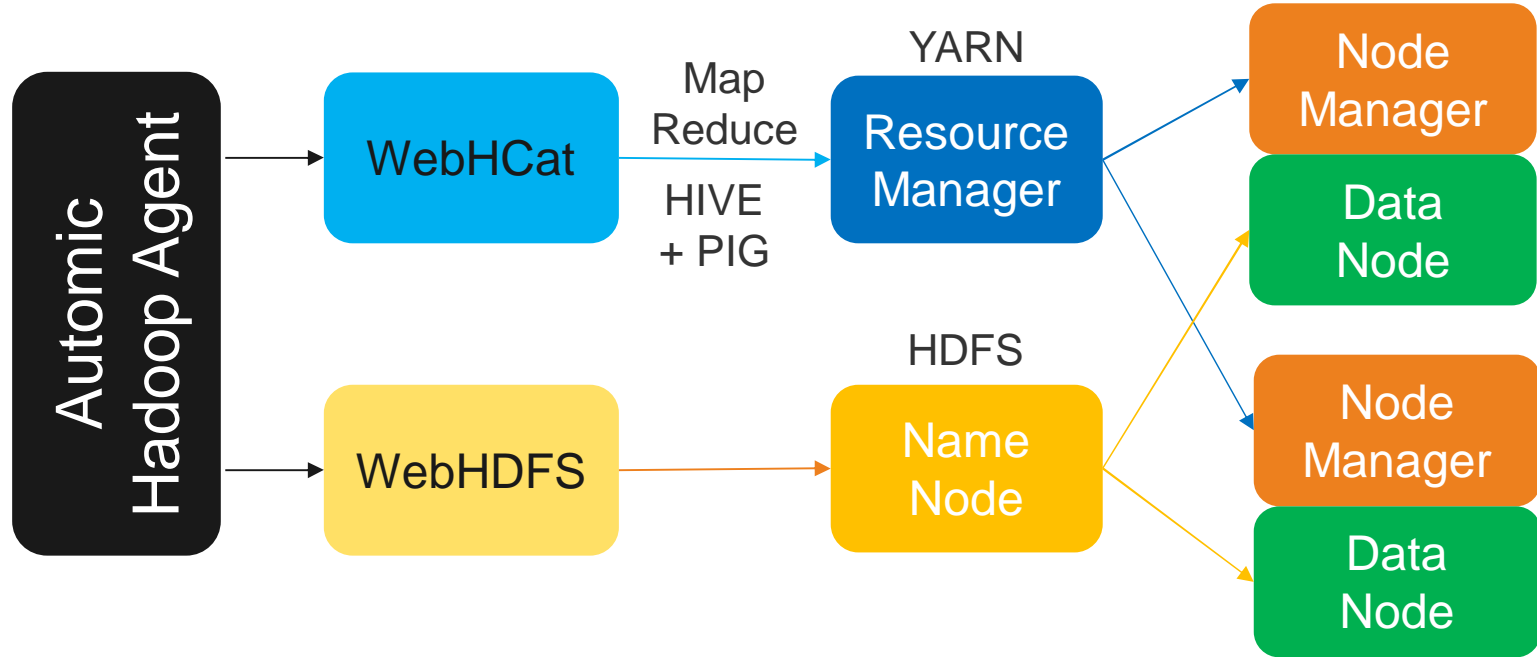 Automic
Hadoop Agent
WebHCat
Map
Reduce
HIVE
+ PIG
YARN
Resource
Manager
Node
Manager
Data
Node
WebHDFS
HDFS
Name
Node
Node
Manager
Data
Node